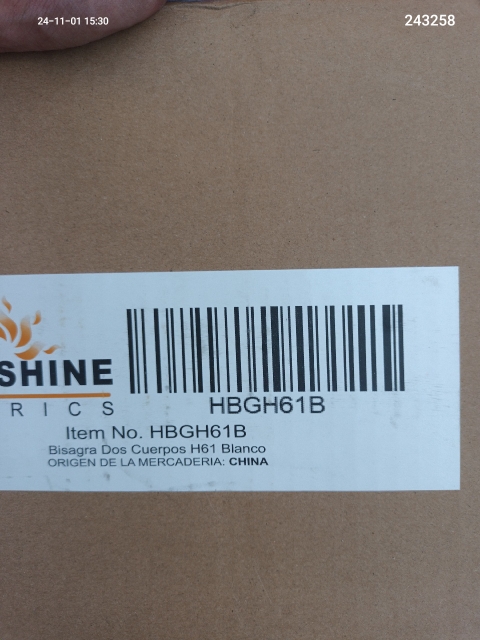 24-11-01 15:30
243258
SHINE
RICS
HBGH61B
Item No. HBGH61B
Bisagra Dos Cuerpos H61 Blanco
ORIGEN DE LA MERCADERIA: CHINA